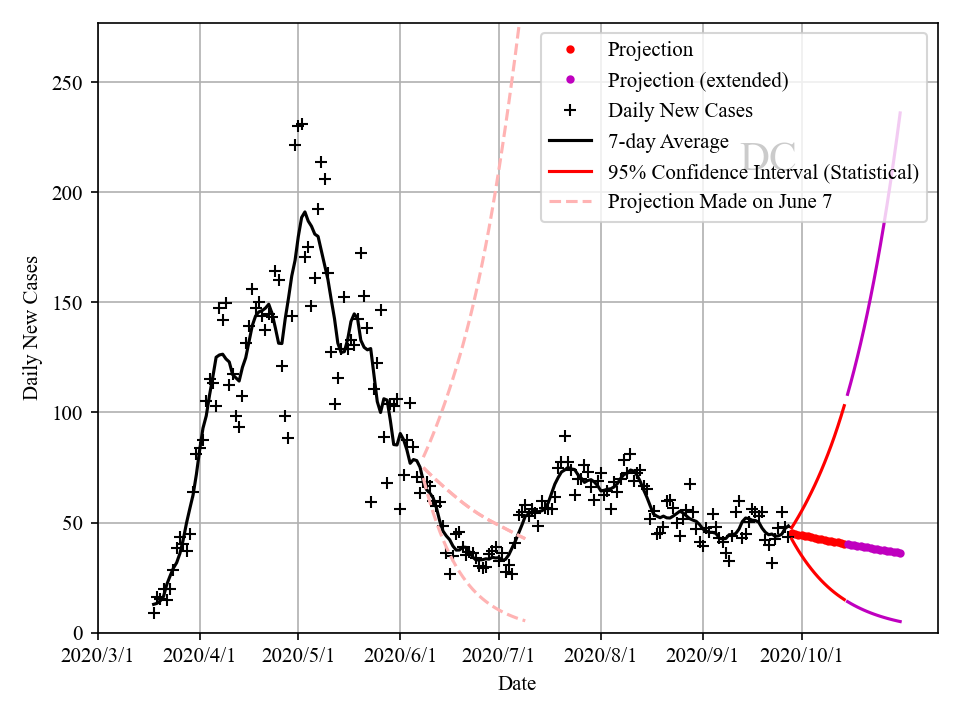 250
200
150
100
50
0
Daily New Cases
Projection
Projection (extended)
Daily New Cases
7-day Average
95% Confidence Interval (Statistical)
Projection Made on June 7
DC
2020/3/1 2020/4/1 2020/5/1 2020/6/1 2020/7/1 2020/8/1 2020/9/1 2020/10/1
Date